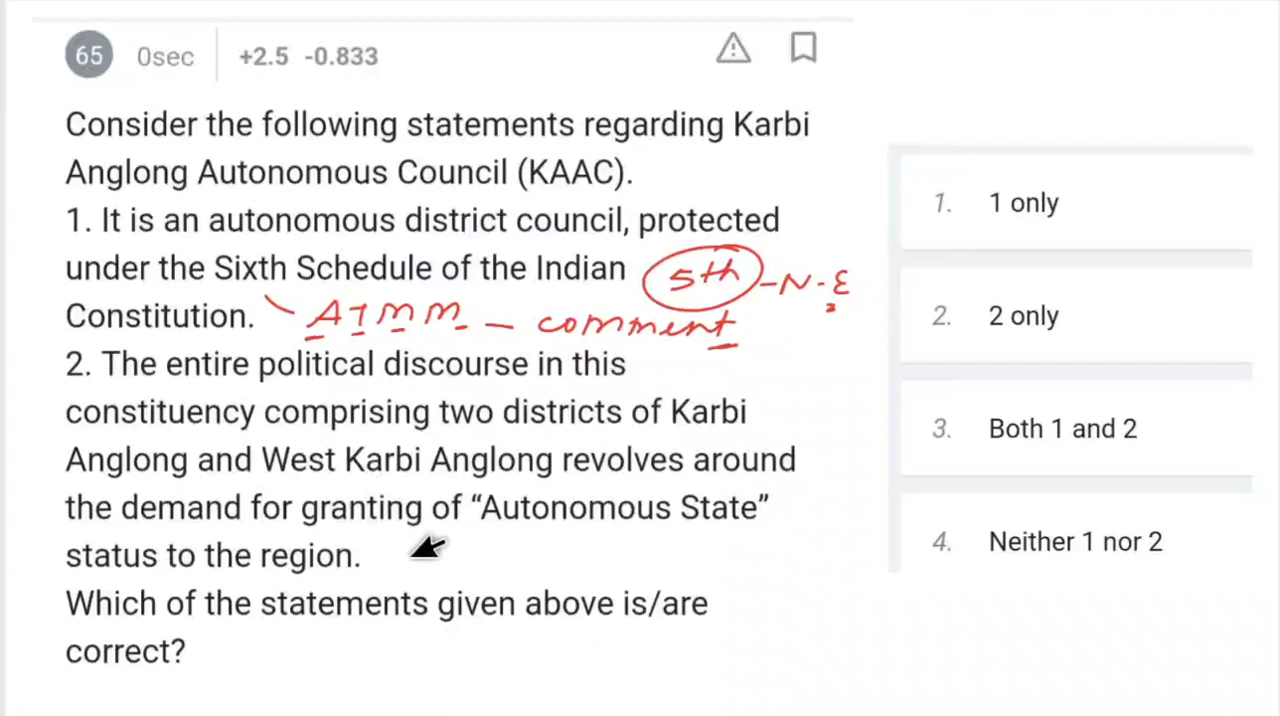 65 0sec +2.5 -0.833
Consider the following statements regarding Karbi
Anglong Autonomous Council (KAAC).
1. It is an autonomous district council, protected
under the Sixth Schedule of the Indian
5th - N.E
Constitution.
ATMM - comment
2. The entire political discourse in this
constituency comprising two districts of Karbi
Anglong and West Karbi Anglong revolves around
the demand for granting of “Autonomous State”
status to the region.
Which of the statements given above is/are
correct?
1. 1 only
2. 2 only
3. Both 1 and 2
4. Neither 1 nor 2